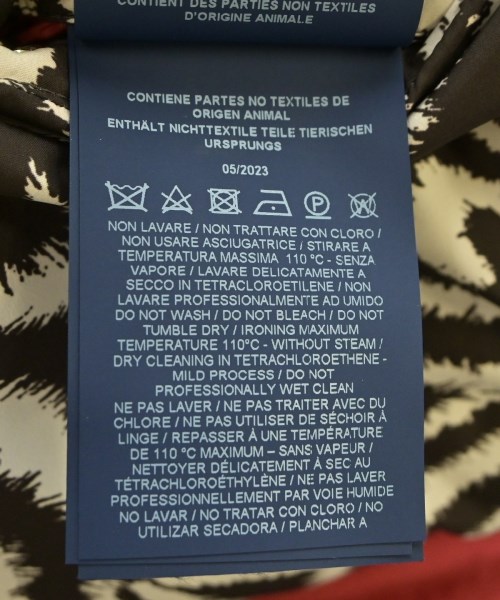 CONTIENT DES PARTIES NON TEXTILES
D'ORIGINE ANIMALE
CONTIENE PARTES NO TEXTILES DE
ORIGEN ANIMAL
ENTHÄLT NICHTTEXTILE TEILE TIERISCHEN
URSPRUNGS
05/2023
NON LAVARE / NON TRATTARE CON CLORO /
NON USARE ASCIUGATRICE / STIRARE A
TEMPERATURA MASSIMA 110 °C - SENZA
VAPORE / LAVARE DELICATAMENTE A
SECCO IN TETRACLOROETILENE / NON
LAVARE PROFESSIONALMENTE AD UMIDO
DO NOT WASH / DO NOT BLEACH / DO NOT
TUMBLE DRY / IRONING MAXIMUM
TEMPERATURE 110°C - WITHOUT STEAM /
DRY CLEANING IN TETRACHLOROETHENE -
MILD PROCESS / DO NOT
PROFESSIONALLY WET CLEAN
NE PAS LAVER / NE PAS TRAITER AVEC DU
CHLORE / NE PAS UTILISER DE SÉCHOIR À
LINGE / REPASSER À UNE TEMPÉRATURE
DE 110 °C MAXIMUM – SANS VAPEUR /
NETTOYER DÉLICATEMENT À SEC AU
TÉTRACHLOROÉTHYLÈNE / NE PAS LAVER
PROFESSIONNELLEMENT PAR VOIE HUMIDE
NO LAVAR / NO TRATAR CON CLORO / NO
UTILIZAR SECADORA / PLANCHAR A